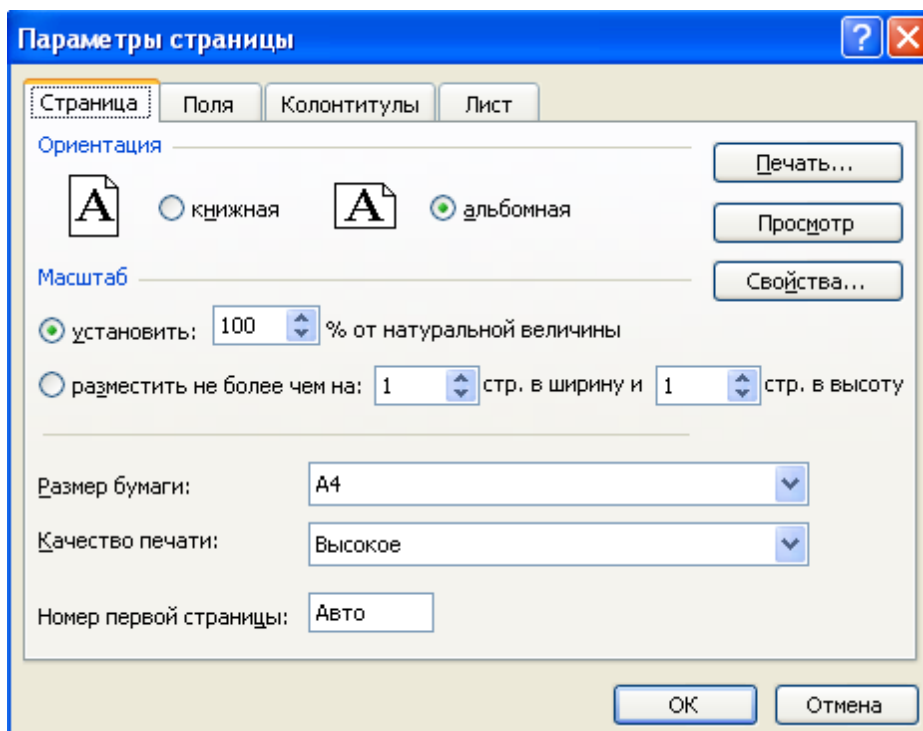 Параметры страницы
Страница Поля Колонтитулы Лист
Ориентация
Печать...
A книжная A альбомная
Просмотр
Масштаб
Свойства...
установить: 100 % от натуральной величины
разместить не более чем на: 1 стр. в ширину и 1 стр. в высоту
Размер бумаги: A4
Качество печати: Высокое
Номер первой страницы: Авто
ОК Отмена